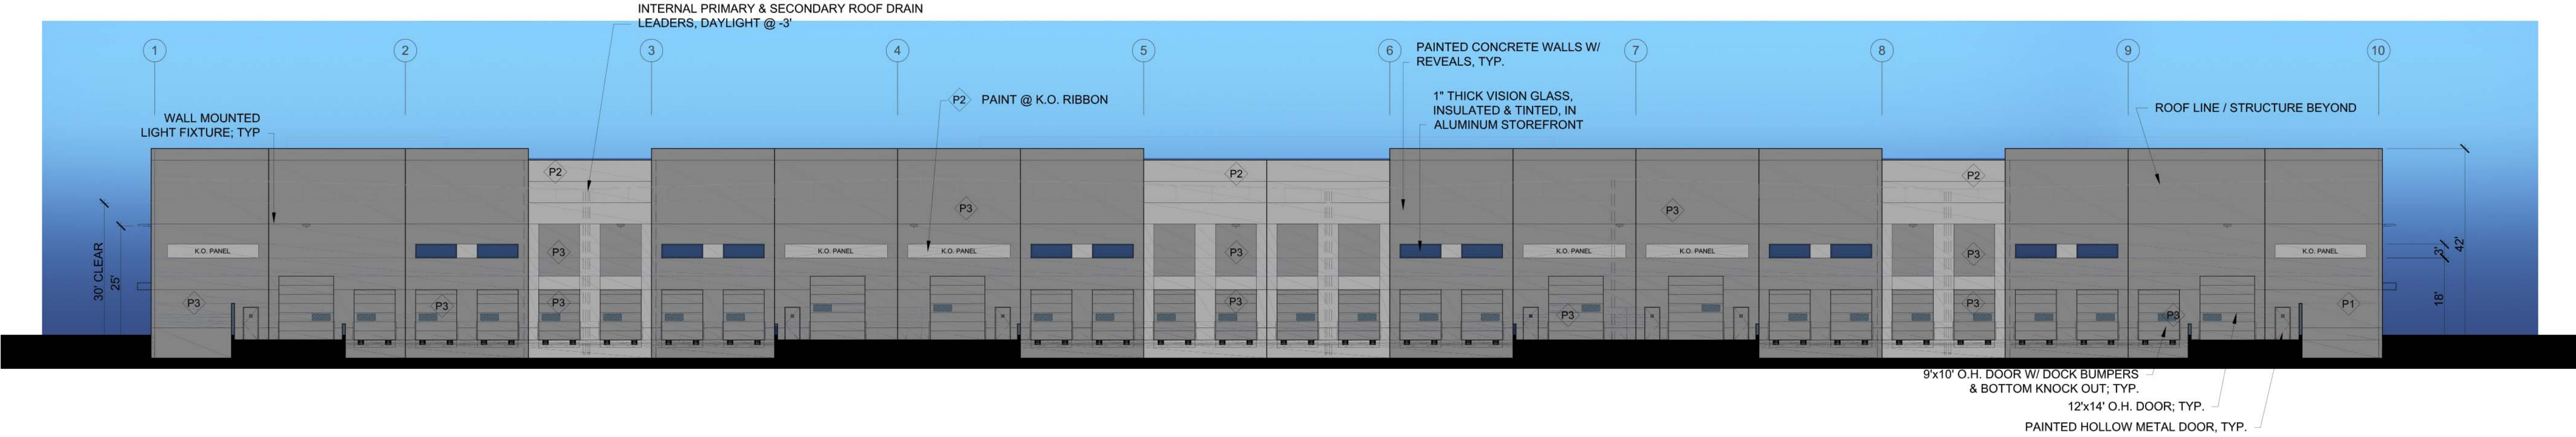 INTERNAL PRIMARY & SECONDARY ROOF DRAIN
LEADERS, DAYLIGHT @ -3'
1
2
3
4
5
6
7
8
9
10
PAINTED CONCRETE WALLS W/
REVEALS, TYP.
P2 PAINT @ K.O. RIBBON
1" THICK VISION GLASS,
INSULATED & TINTED, IN
ALUMINUM STOREFRONT
ROOF LINE / STRUCTURE BEYOND
WALL MOUNTED
LIGHT FIXTURE; TYP
P2
P2
P2
P3
P3
30' CLEAR
25'
K.O. PANEL
P3
K.O. PANEL
K.O. PANEL
P3
K.O. PANEL
K.O. PANEL
P3
K.O. PANEL
3'
42'
18'
P3
P3
P3
P3
P3
P3
P3
P1
9'x10' O.H. DOOR W/ DOCK BUMPERS
& BOTTOM KNOCK OUT; TYP.
12'x14' O.H. DOOR; TYP.
PAINTED HOLLOW METAL DOOR, TYP.